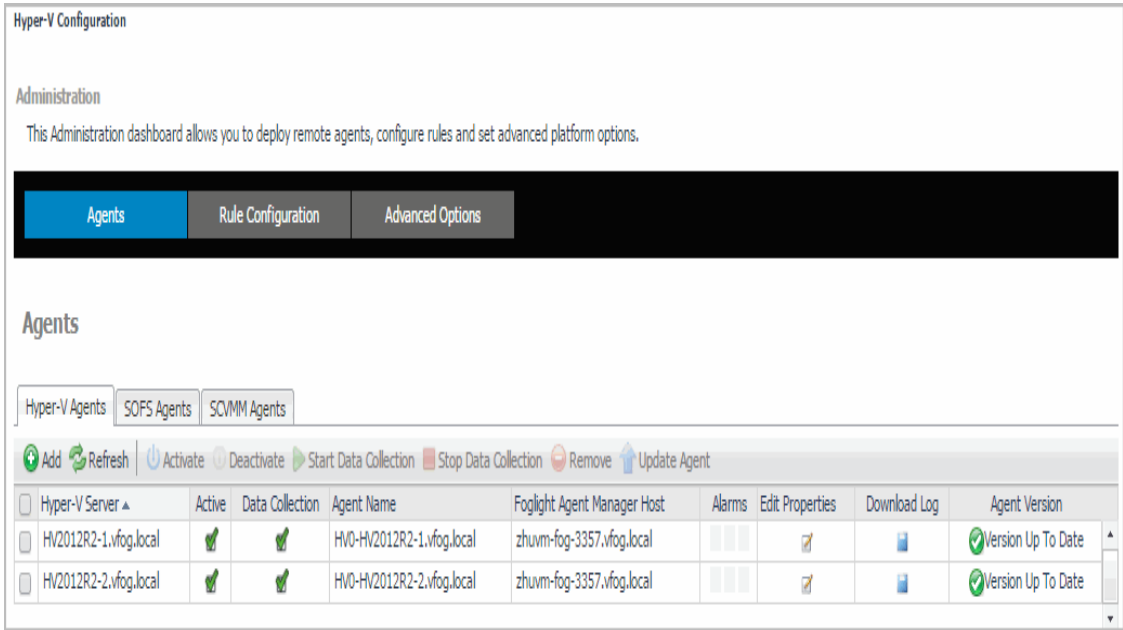 Hyper-V Configuration
Administration
This Administration dashboard allows you to deploy remote agents, configure rules and set advanced platform options.
Agents Rule Configuration Advanced Options
Agents
Hyper-V Agents SOFS Agents SCVMM Agents
Add Refresh Activate Deactivate Start Data Collection Stop Data Collection Remove Update Agent
Hyper-V Server Active Data Collection Agent Name Foglight Agent Manager Host Alarms Edit Properties Download Log Agent Version
HV2012R2-1.vfog.local HV0-HV2012R2-1.vfog.local zhuvm-fog-3357.vfog.local Version Up To Date
HV2012R2-2.vfog.local HV0-HV2012R2-2.vfog.local zhuvm-fog-3357.vfog.local Version Up To Date